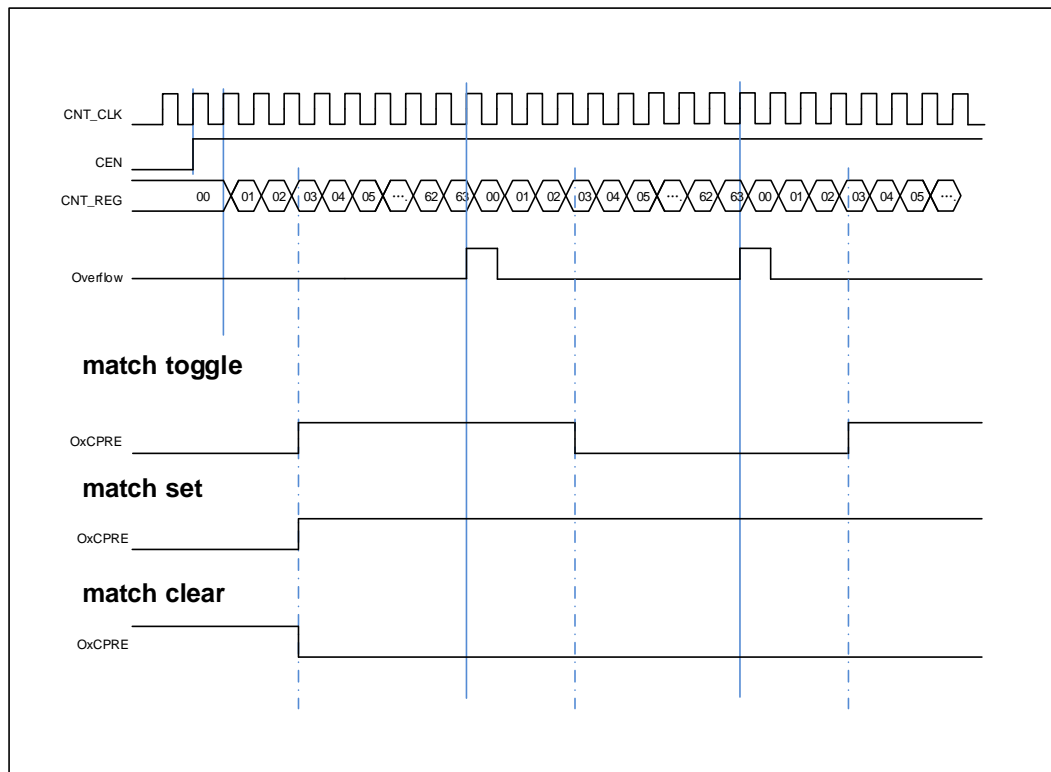 CNT_CLK
CEN
CNT_REG 00 01 02 03 04 05 …. 62 63 00 01 02 03 04 05 …. 62 63 00 01 02 03 04 05 ….
Overflow
match toggle
OxCPRE
match set
OxCPRE
match clear
OxCPRE